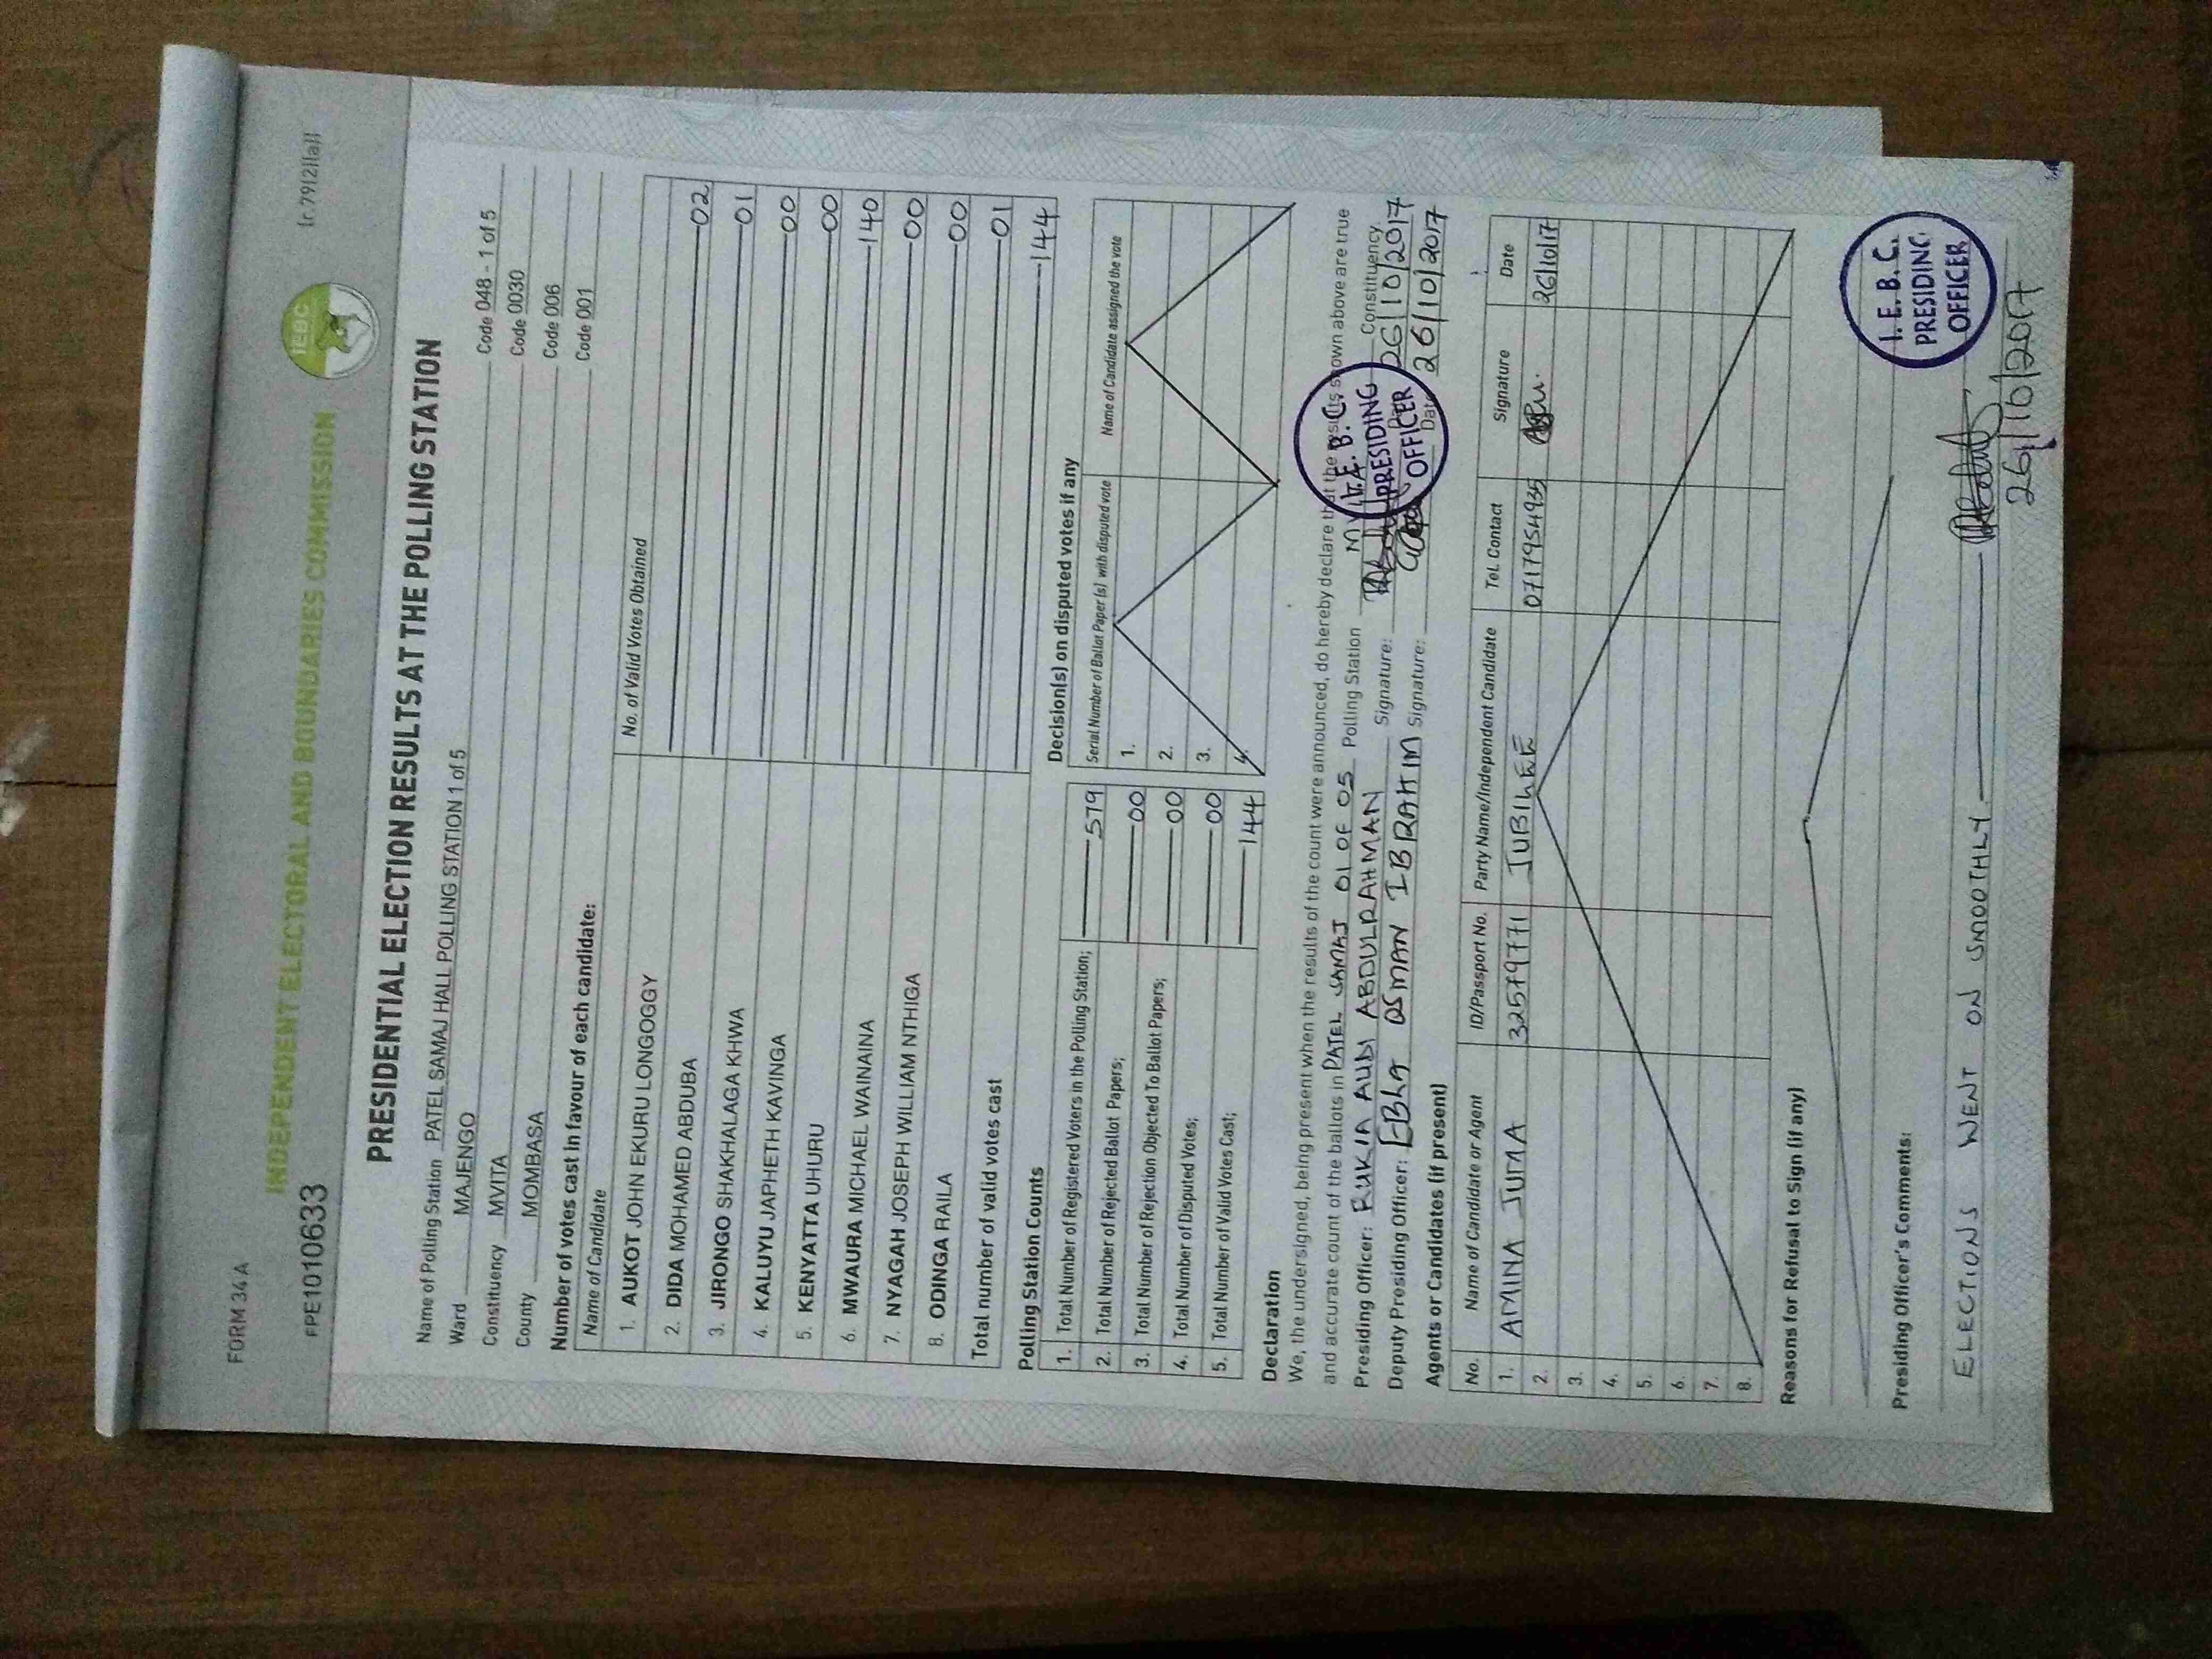 FORM 34 A
INDEPENDENT ELECTORAL AND BOUNDARIES COMMISSION
IEBC
(r.79(2)(a))
FPE1010633
PRESIDENTIAL ELECTION RESULTS AT THE POLLING STATION
Name of Polling Station PATEL SAMAJ HALL POLLING STATION 1 of 5 Code 048 - 1 of 5
Ward MAJENGO Code 0030
Constituency MVITA Code 006
County MOMBASA Code 001
Number of votes cast in favour of each candidate:
Name of Candidate No. of Valid Votes Obtained
1. AUKOT JOHN EKURU LONGOGGY 02
2. DIDA MOHAMED ABDUBA 01
3. JIRONGO SHAKHALAGA KHWA 00
4. KALUYU JAPHETH KAVINGA 00
5. KENYATTA UHURU 140
6. MWAURA MICHAEL WAINAINA 00
7. NYAGAH JOSEPH WILLIAM NTHIGA 00
8. ODINGA RAILA 01
Total number of valid votes cast 144
Polling Station Counts
1. Total Number of Registered Voters in the Polling Station; 579
2. Total Number of Rejected Ballot Papers; 00
3. Total Number of Rejection Objected To Ballot Papers; 00
4. Total Number of Disputed Votes; 00
5. Total Number of Valid Votes Cast; 144
Decision(s) on disputed votes if any
Serial Number of Ballot Paper (s) with disputed vote Name of Candidate assigned the vote
1.
2.
3.
4.
Declaration
We, the undersigned, being present when the results of the count were announced, do hereby declare that the results shown above are true
and accurate count of the ballots in PATEL SAMAJ 01 OF 05 Polling Station Constituency.
Presiding Officer: RUKIA AUDI ABDULRAHMAN Signature: 26/10/2017
Deputy Presiding Officer: EBLA OSMAN IBRAHIM Signature: Date 26/10/2017
I. E. B. C.
PRESIDING
OFFICER
Agents or Candidates (if present)
No. Name of Candidate or Agent ID/Passport No. Party Name/Independent Candidate Tel. Contact Signature Date
1. AMINA JUMA 32579771 JUBILEE 0717954935 26/10/17
2.
3.
4.
5.
6.
7.
8.
Reasons for Refusal to Sign (if any)
Presiding Officer's Comments:
ELECTIONS WENT ON SMOOTHLY.
26/10/2017
I. E. B. C.
PRESIDING
OFFICER